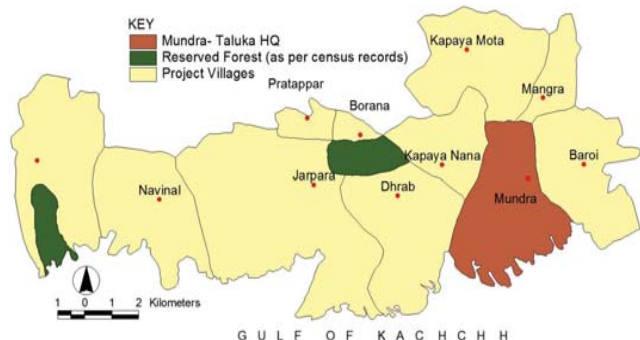 KEY
Mundra- Taluka HQ
Reserved Forest (as per census records)
Project Villages
Kapaya Mota
Pratappar
Mangra
Borana
Kapaya Nana
Baroi
Jarpara
Navinal
Dhrab
Mundra
1 0 1 2 Kilometers
G U L F O F K A C H C H H